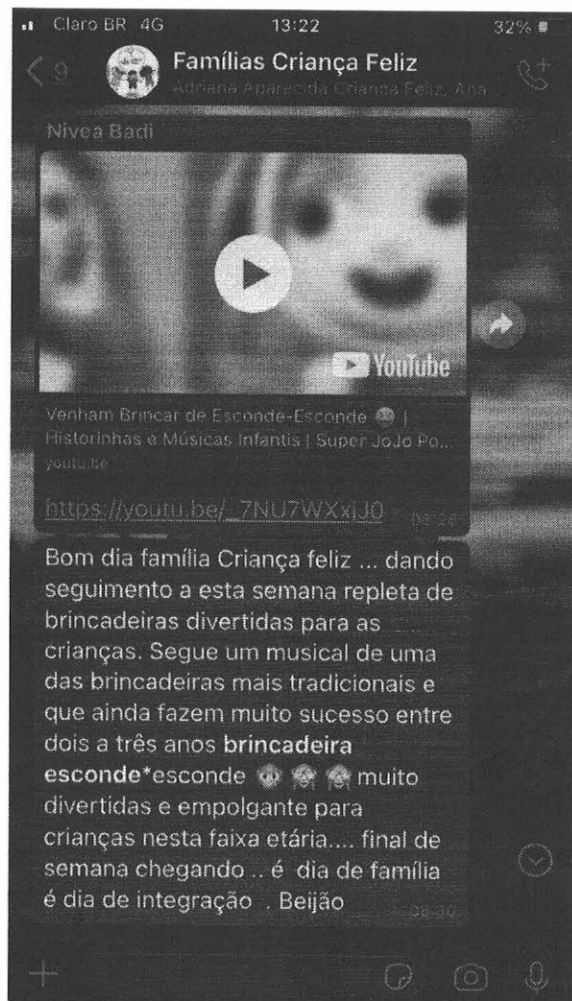 Claro BR 4G 13:22 32%
9 Famílias Criança Feliz
Adriana Aparecida Criança Feliz, Ana...
Nivea Badi
YouTube
Venham Brincar de Esconde-Esconde 🙈 |
Historinhas e Músicas Infantis | Super JoJo Po...
youtu.be
https://youtu.be/_7NU7WXxjJ0 08:26
Bom dia família Criança feliz ... dando
seguimento a esta semana repleta de
brincadeiras divertidas para as
crianças. Segue um musical de uma
das brincadeiras mais tradicionais e
que ainda fazem muito sucesso entre
dois a três anos brincadeira
esconde*esconde 🙈 🙈 🙈 muito
divertidas e empolgante para
crianças nesta faixa etária.... final de
semana chegando .. é dia de família
é dia de integração . Beijão
08:30